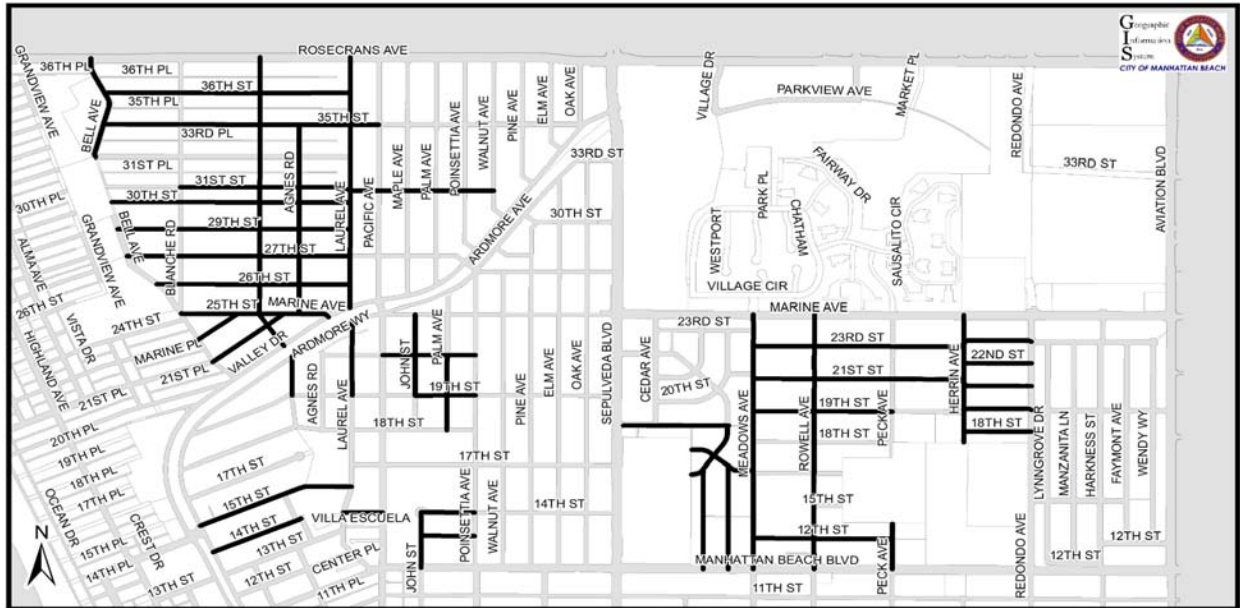 Geographic
Information
System
CITY OF MANHATTAN BEACH
ROSECRANS AVE
36TH PL
36TH PL
36TH ST
35TH PL
35TH ST
33RD PL
31ST PL
31ST ST
30TH ST
30TH PL
29TH ST
27TH ST
26TH ST
26TH ST
25TH ST
24TH ST
MARINE AVE
MARINE PL
GRANDVIEW AVE
GRANDVIEW AVE
BELL AVE
BELL AVE
BLANCHE RD
AGNES RD
LAUREL AVE
PACIFIC AVE
MAPLE AVE
PALM AVE
POINSETTIA AVE
WALNUT AVE
PINE AVE
ELM AVE
OAK AVE
33RD ST
30TH ST
ARDMORE AVE
ALMA AVE
VISTA DR
HIGHLAND AVE
VALLEY DR
ARDMORE WY
21ST PL
21ST PL
20TH PL
19TH PL
18TH PL
17TH PL
15TH PL
14TH PL
13TH ST
OCEAN DR
CREST DR
17TH ST
15TH ST
14TH ST
13TH ST
12TH ST
11TH PL
CENTER PL
VILLA ESCUELA
AGNES RD
LAUREL AVE
JOHN ST
PALM AVE
19TH ST
18TH ST
17TH ST
14TH ST
JOHN ST
POINSETTIA AVE
WALNUT AVE
PINE AVE
ELM AVE
OAK AVE
SEPULVEDA BLVD
VILLAGE DR
PARKVIEW AVE
MARKET PL
REDONDO AVE
33RD ST
AVIATION BLVD
FAIRWAY DR
PARK PL
CHATHAM
WESTPORT
SAUSALITO CIR
VILLAGE CIR
MARINE AVE
23RD ST
23RD ST
22ND ST
21ST ST
20TH ST
19TH ST
18TH ST
18TH ST
15TH ST
12TH ST
CEDAR AVE
MEADOWS AVE
ROWELL AVE
PECK AVE
PECK AVE
HERRIN AVE
LYNNGROVE DR
MANZANITA LN
HARKNESS ST
FAYMONT AVE
WENDY WY
REDONDO AVE
12TH ST
12TH ST
MANHATTAN BEACH BLVD
11TH ST
N